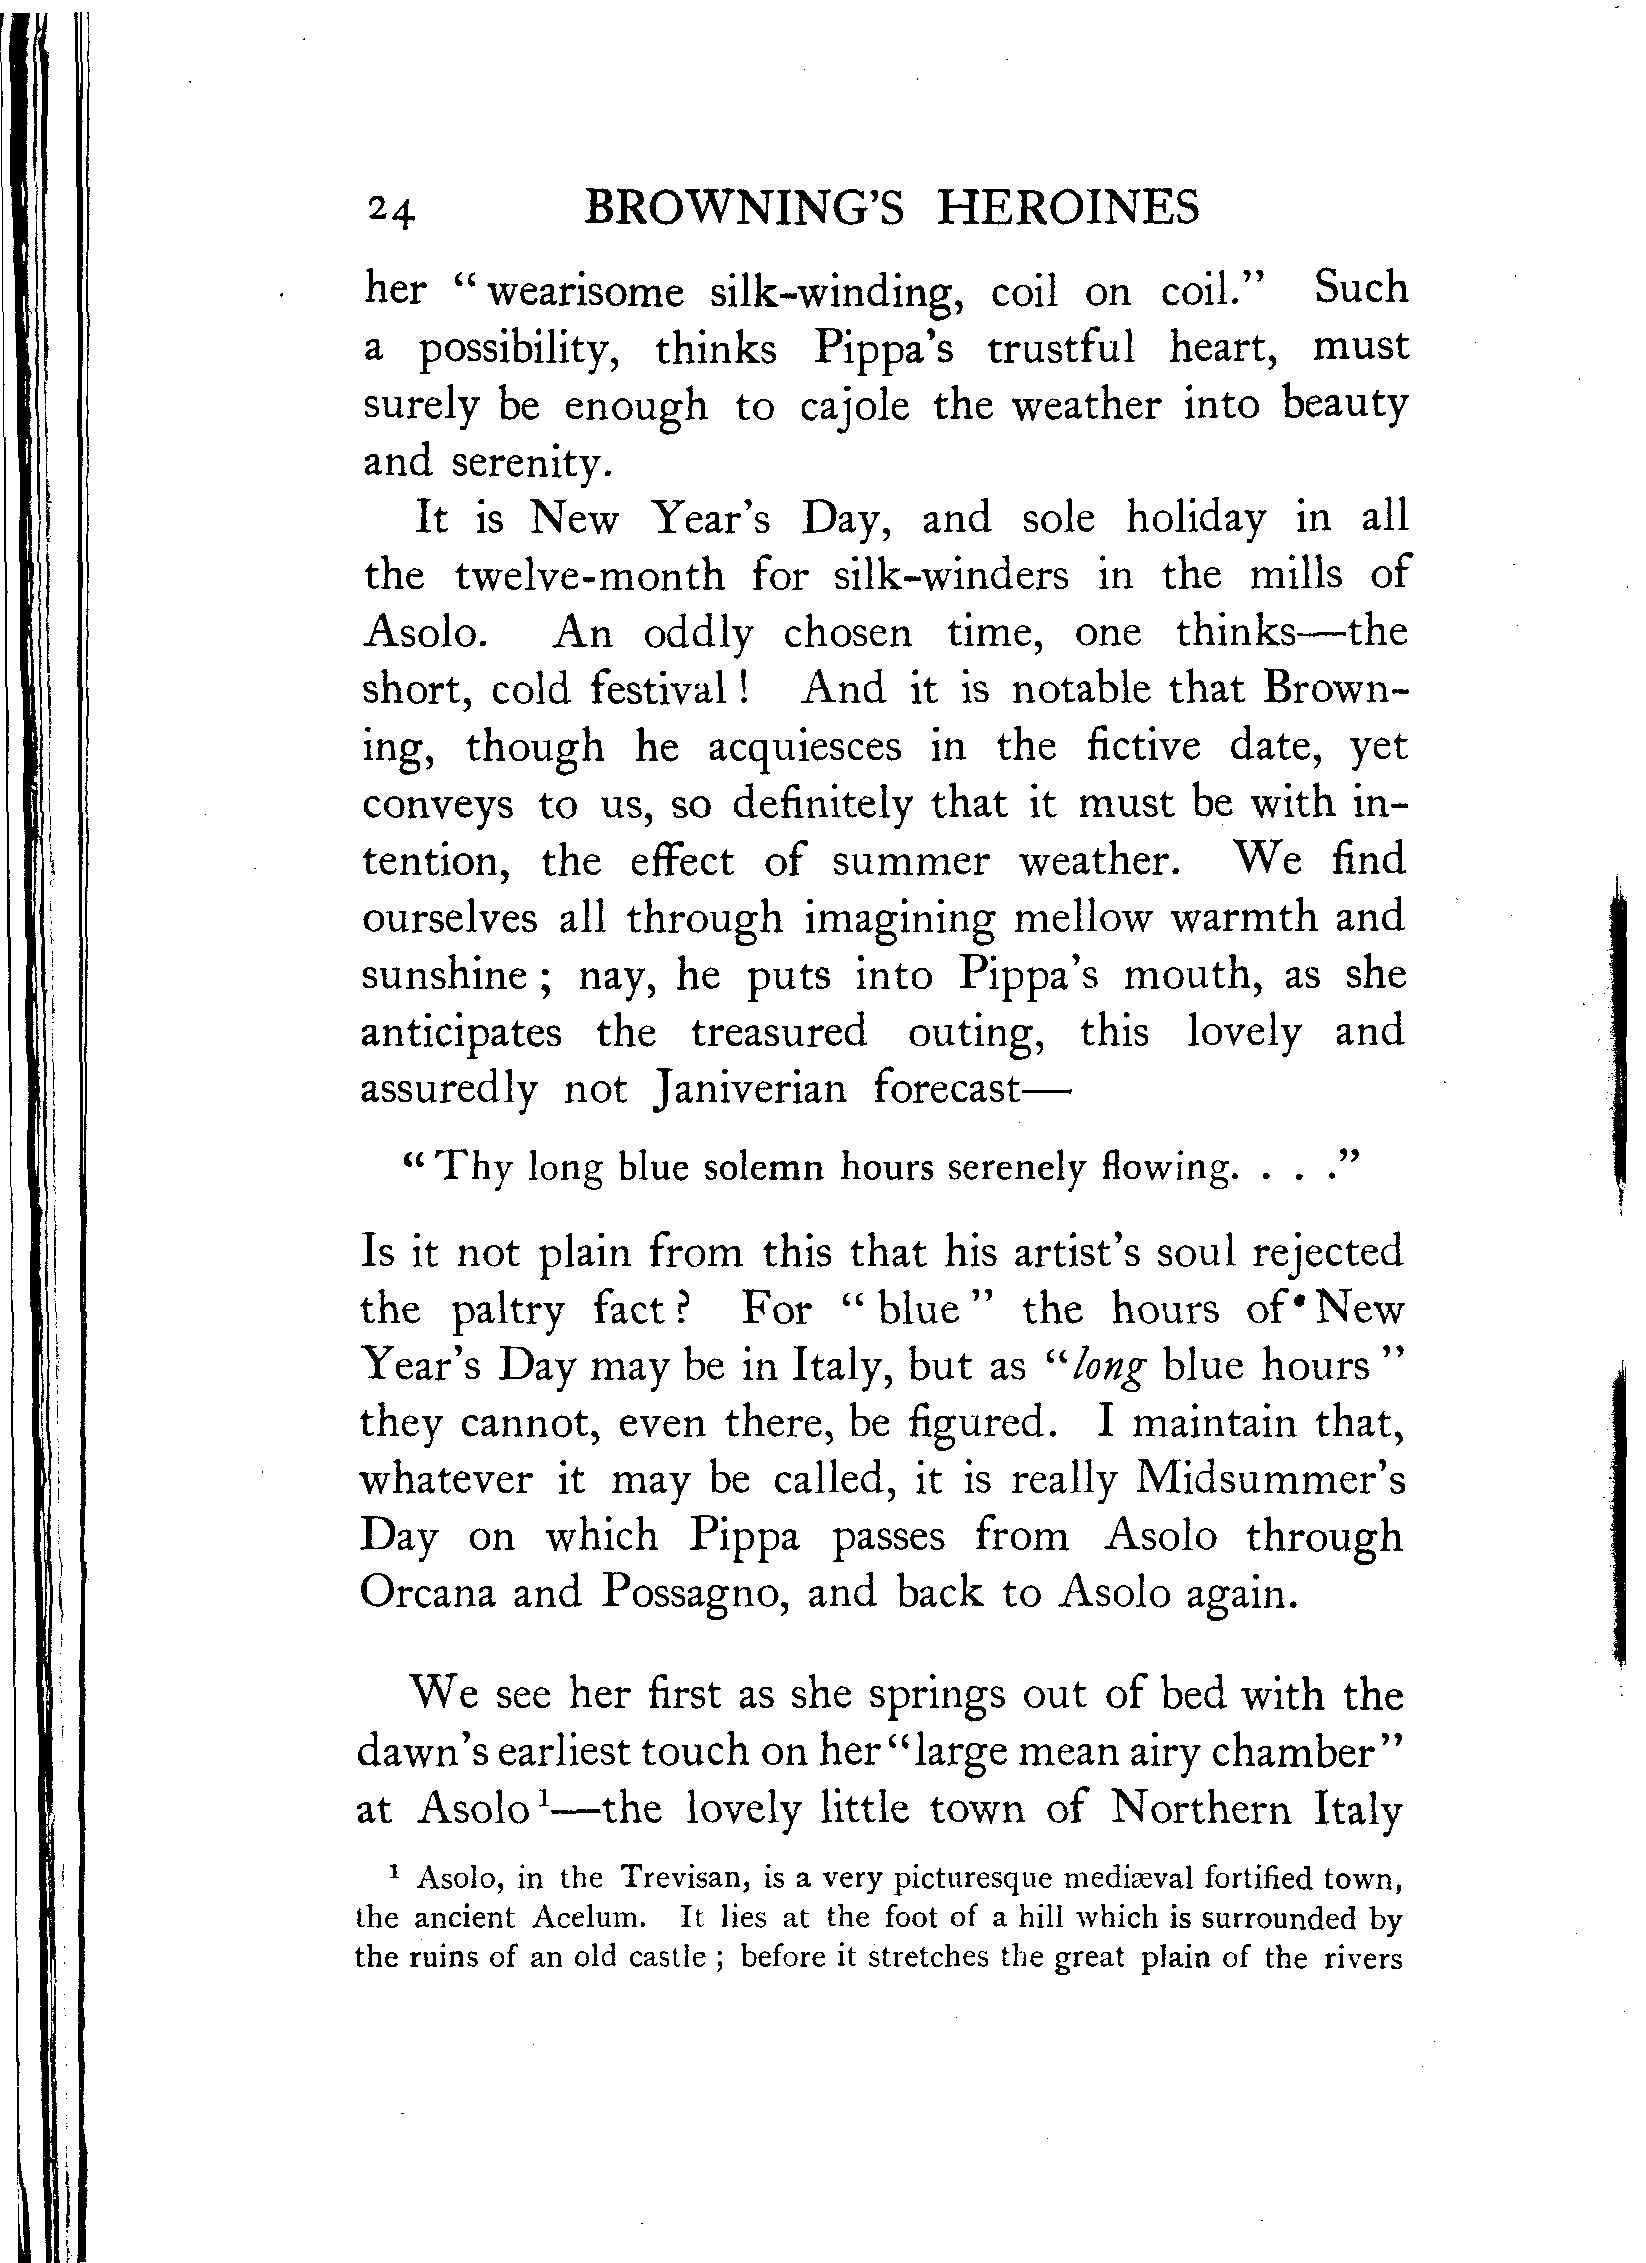 24 BROWNING'S HEROINES
her “wearisome silk-winding, coil on coil.” Such
a possibility, thinks Pippa's trustful heart, must
surely be enough to cajole the weather into beauty
and serenity.
It is New Year's Day, and sole holiday in all
the twelve-month for silk-winders in the mills of
Asolo. An oddly chosen time, one thinks—the
short, cold festival! And it is notable that Brown-
ing, though he acquiesces in the fictive date, yet
conveys to us, so definitely that it must be with in-
tention, the effect of summer weather. We find
ourselves all through imagining mellow warmth and
sunshine; nay, he puts into Pippa's mouth, as she
anticipates the treasured outing, this lovely and
assuredly not Janiverian forecast—
“Thy long blue solemn hours serenely flowing. . . .”
Is it not plain from this that his artist's soul rejected
the paltry fact? For “blue” the hours of New
Year's Day may be in Italy, but as “long blue hours”
they cannot, even there, be figured. I maintain that,
whatever it may be called, it is really Midsummer's
Day on which Pippa passes from Asolo through
Orcana and Possagno, and back to Asolo again.
We see her first as she springs out of bed with the
dawn's earliest touch on her “large mean airy chamber”
at Asolo ¹—the lovely little town of Northern Italy
¹ Asolo, in the Trevisan, is a very picturesque mediæval fortified town,
the ancient Acelum. It lies at the foot of a hill which is surrounded by
the ruins of an old castle; before it stretches the great plain of the rivers